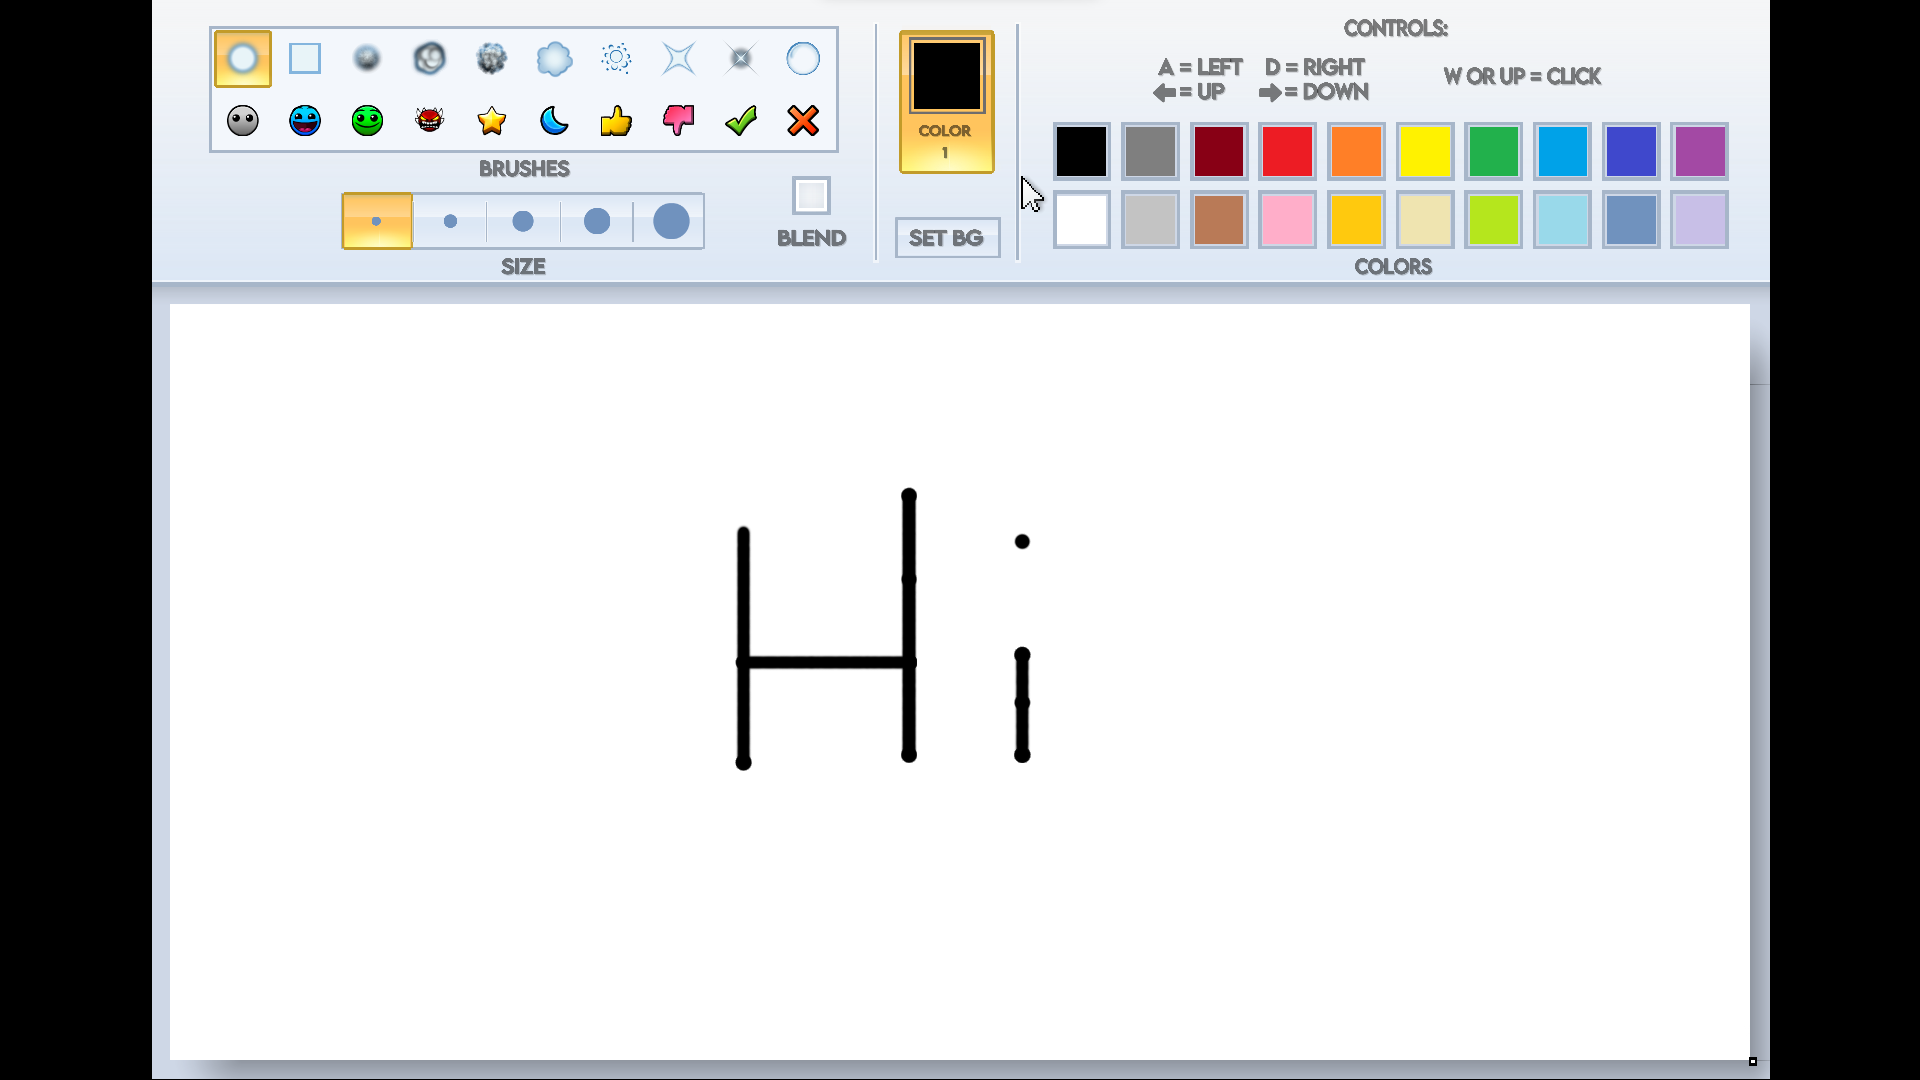 CONTROLS:
A = LEFT D = RIGHT
W OR UP = CLICK
← = UP → = DOWN
COLOR
1
BRUSHES
BLEND
SET BG
SIZE
COLORS
Hi